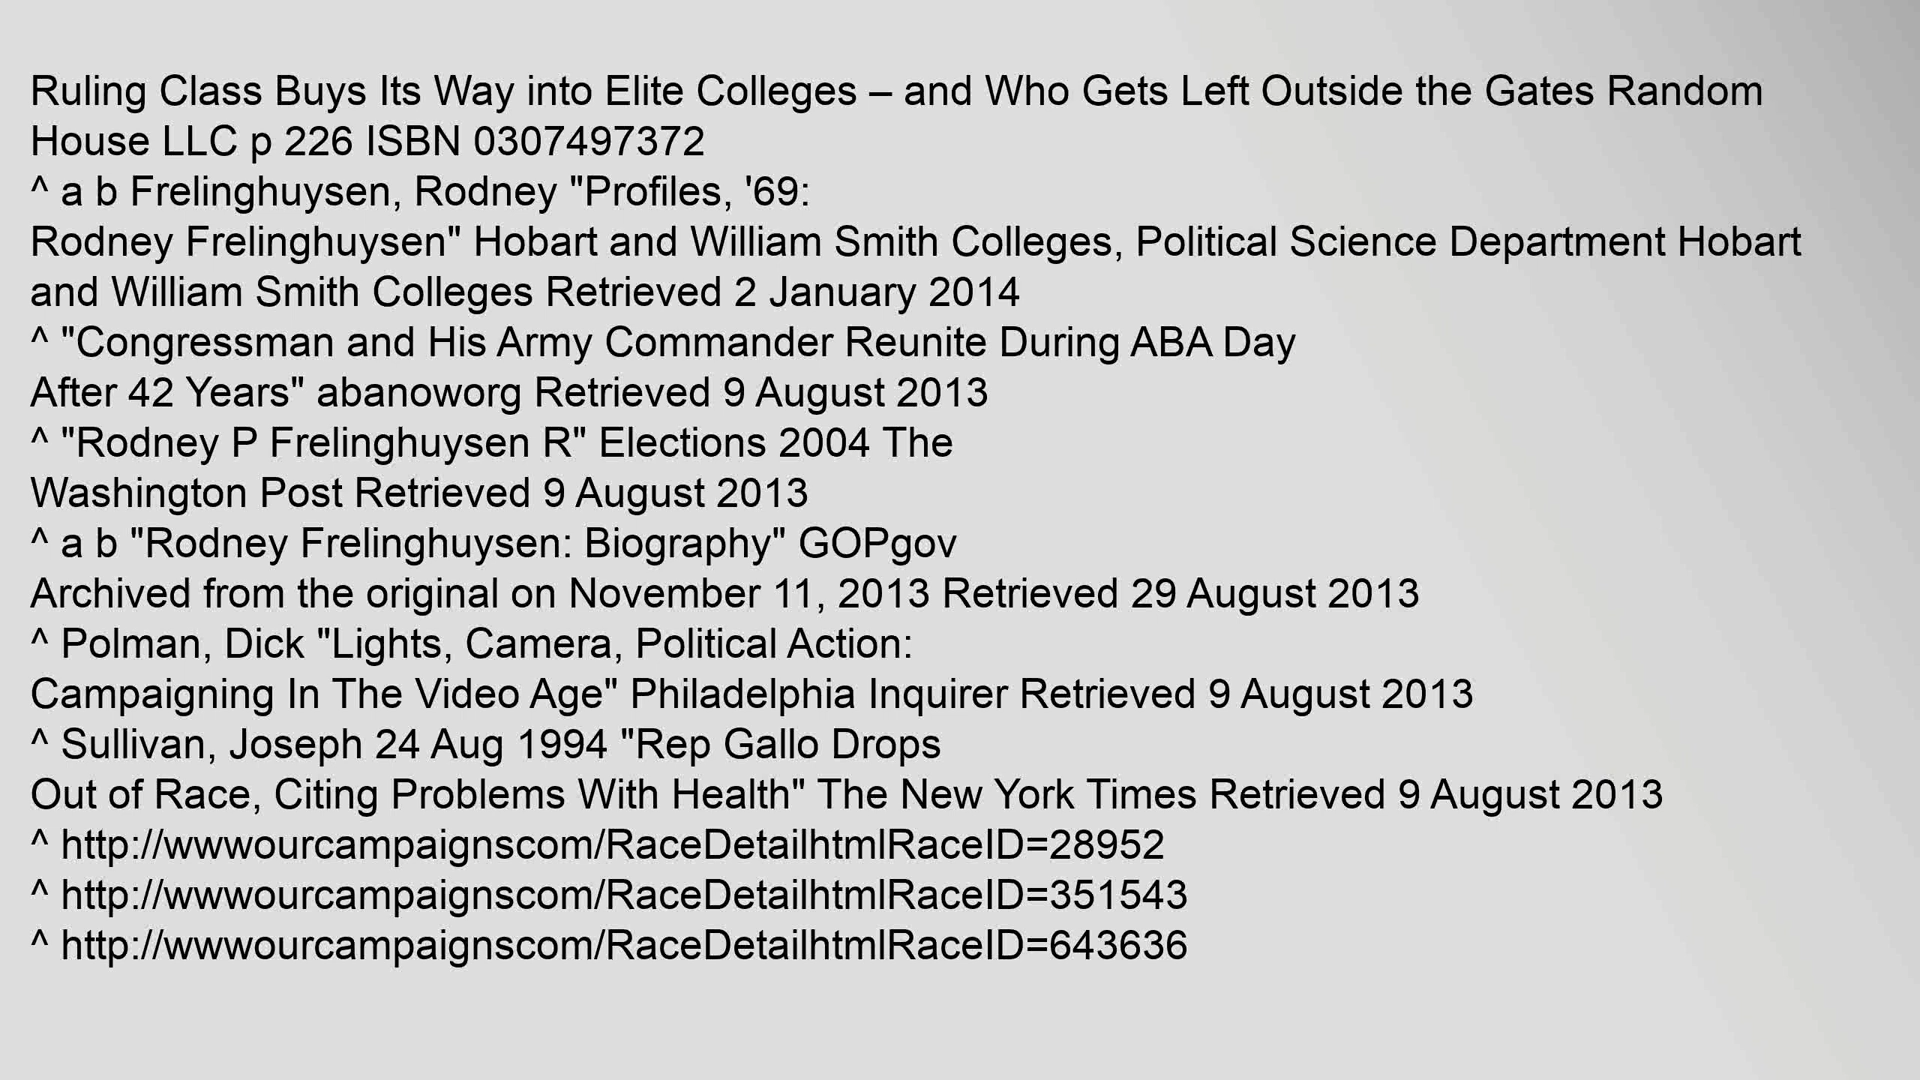 Ruling Class Buys Its Way into Elite Colleges – and Who Gets Left Outside the Gates Random
House LLC p 226 ISBN 0307497372
^ a b Frelinghuysen, Rodney "Profiles, '69:
Rodney Frelinghuysen" Hobart and William Smith Colleges, Political Science Department Hobart
and William Smith Colleges Retrieved 2 January 2014
^ "Congressman and His Army Commander Reunite During ABA Day
After 42 Years" abanoworg Retrieved 9 August 2013
^ "Rodney P Frelinghuysen R" Elections 2004 The
Washington Post Retrieved 9 August 2013
^ a b "Rodney Frelinghuysen: Biography" GOPgov
Archived from the original on November 11, 2013 Retrieved 29 August 2013
^ Polman, Dick "Lights, Camera, Political Action:
Campaigning In The Video Age" Philadelphia Inquirer Retrieved 9 August 2013
^ Sullivan, Joseph 24 Aug 1994 "Rep Gallo Drops
Out of Race, Citing Problems With Health" The New York Times Retrieved 9 August 2013
^ http://wwwourcampaignscom/RaceDetailhtmlRaceID=28952
^ http://wwwourcampaignscom/RaceDetailhtmlRaceID=351543
^ http://wwwourcampaignscom/RaceDetailhtmlRaceID=643636